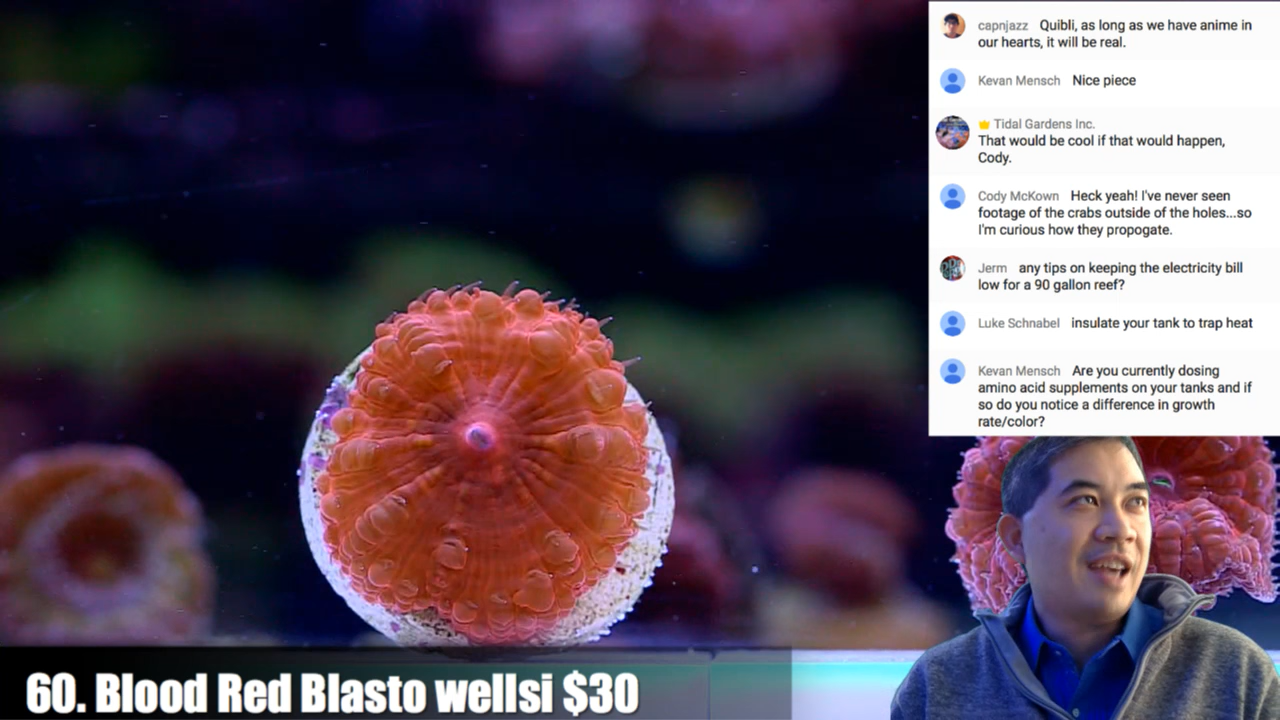 capnjazz Quibli, as long as we have anime in
our hearts, it will be real.
Kevan Mensch Nice piece
Tidal Gardens Inc.
That would be cool if that would happen,
Cody.
Cody McKown Heck yeah! I've never seen
footage of the crabs outside of the holes...so
I'm curious how they propogate.
Jerm any tips on keeping the electricity bill
low for a 90 gallon reef?
Luke Schnabel insulate your tank to trap heat
Kevan Mensch Are you currently dosing
amino acid supplements on your tanks and if
so do you notice a difference in growth
rate/color?
60. Blood Red Blasto wellsi $30